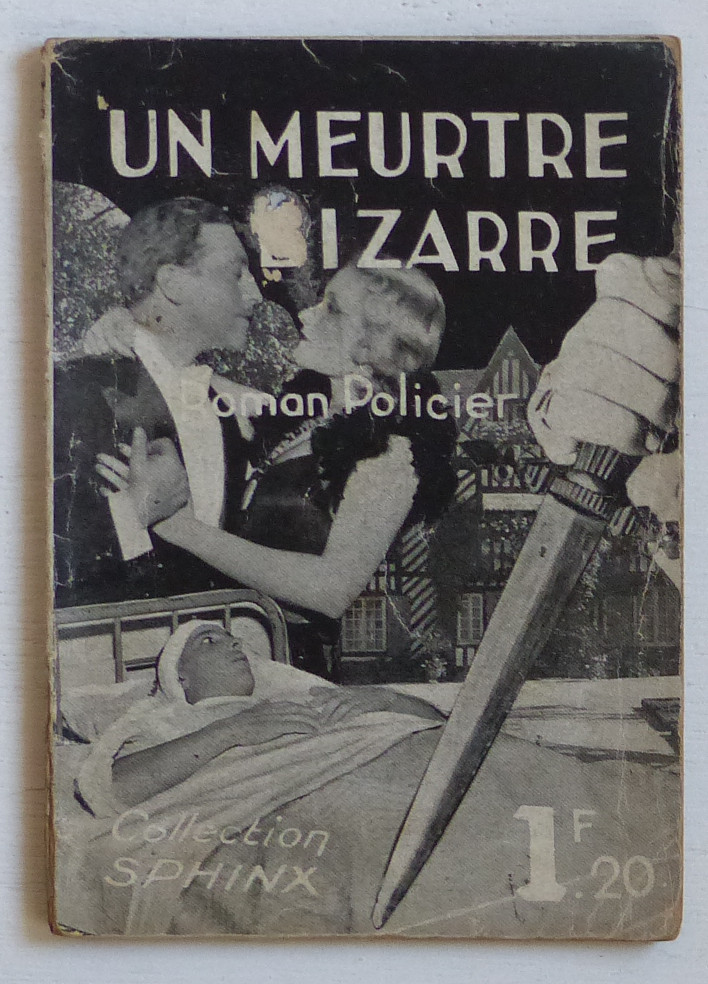 UN MEURTRE
BIZARRE
Roman Policier
Collection
SPHINX
1F.20